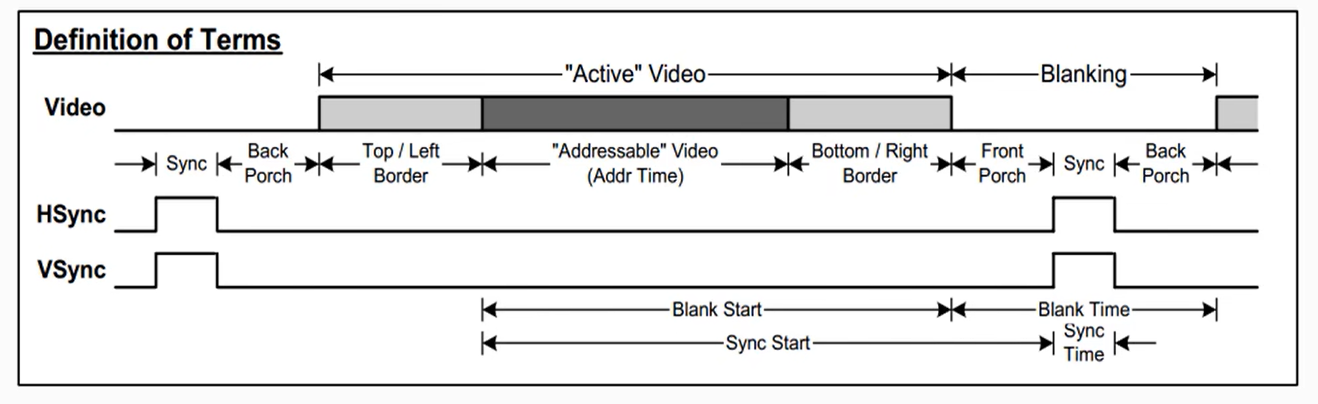 Definition of Terms
"Active" Video
Blanking
Video
Sync
Back
Porch
Top / Left
Border
"Addressable" Video
(Addr Time)
Bottom / Right
Border
Front
Porch
Sync
Back
Porch
HSync
VSync
Blank Start
Blank Time
Sync Start
Sync
Time